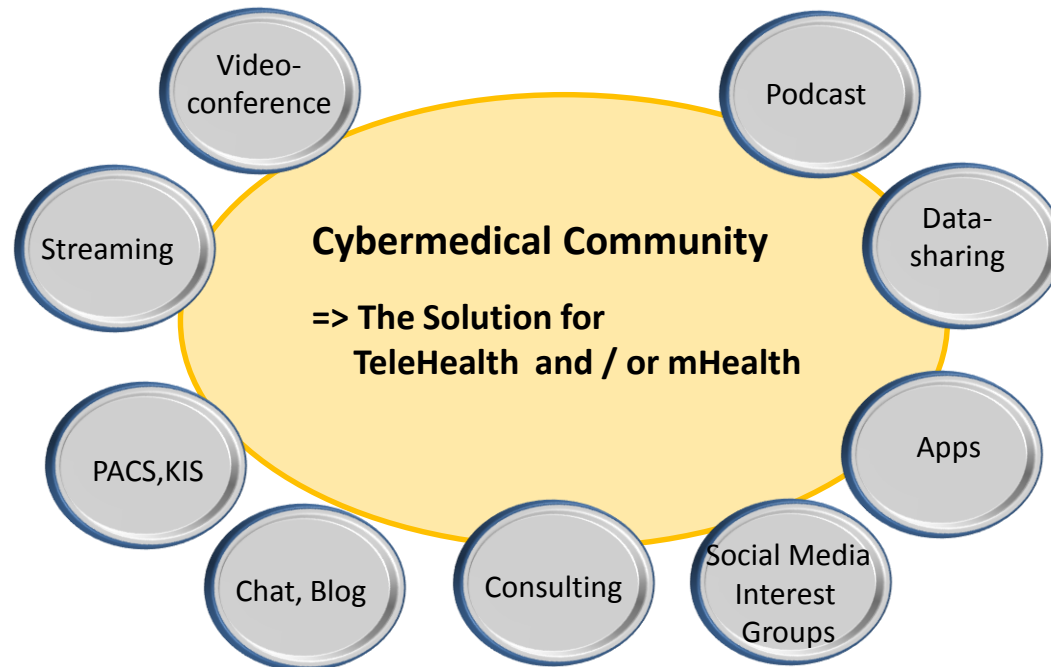 Video-
conference
Podcast
Streaming
Data-
sharing
Cybermedical Community
=> The Solution for
TeleHealth and / or mHealth
PACS,KIS
Apps
Chat, Blog
Consulting
Social Media
Interest
Groups